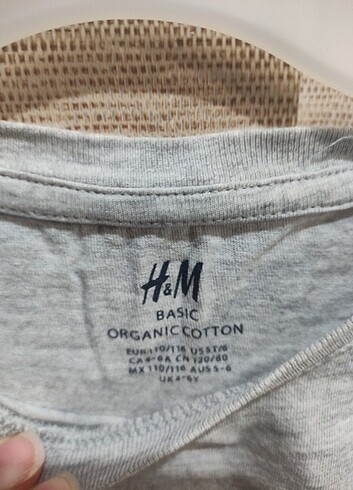 H&M
BASIC
ORGANIC COTTON
EUR 110/116 US 5T/6
CA 4-6A CN 120/60
MX 110/116 AUS 5-6
UK 4-6Y